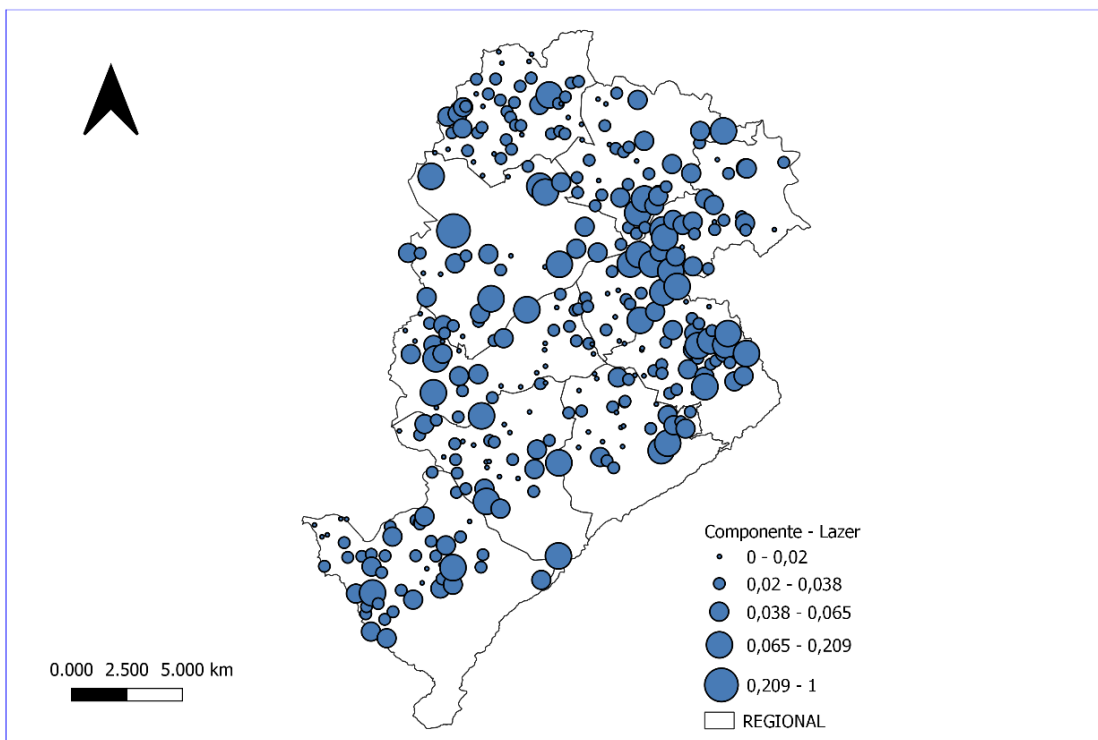 Componente - Lazer
0 - 0,02
0,02 - 0,038
0,038 - 0,065
0,065 - 0,209
0,209 - 1
REGIONAL
0.000 2.500 5.000 km